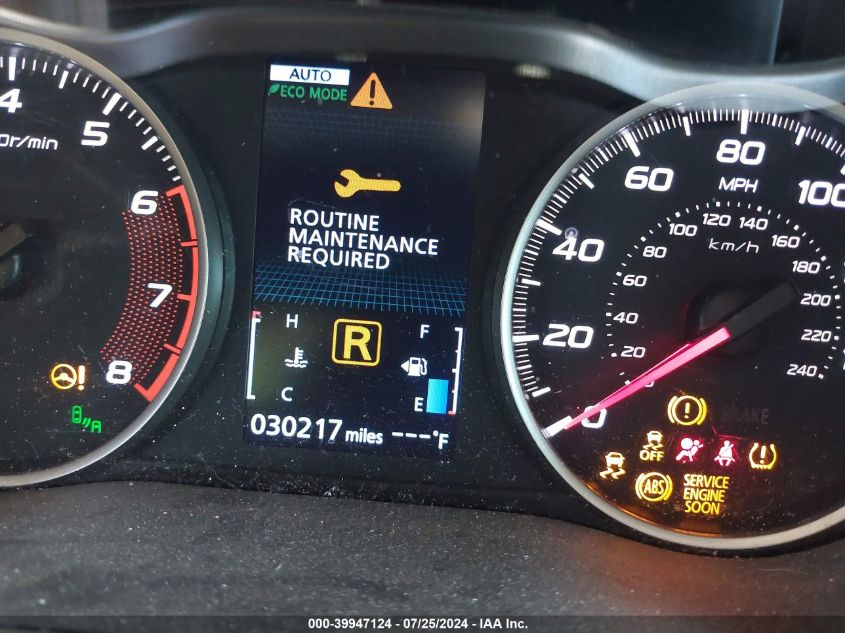 4
5
0r/min
6
7
8
A
AUTO
ECO MODE
!
ROUTINE
MAINTENANCE
REQUIRED
H
F
R
C
E
030217 miles ---°F
0
20
40
60
80
100
MPH
km/h
20
40
60
80
100
120
140
160
180
200
220
240
BRAKE
OFF
ABS
SERVICE
ENGINE
SOON
000-39947124 / 07/25/2024 - IAA Inc.